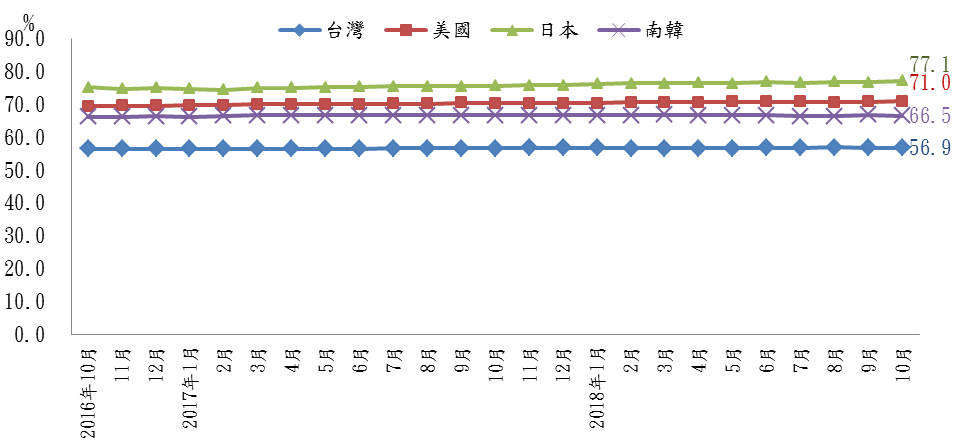 %
台灣 美國 日本 南韓
90.0
80.0
70.0
60.0
50.0
40.0
30.0
20.0
10.0
0.0
77.1
71.0
66.5
56.9
2016年10月
11月
12月
2017年1月
2月
3月
4月
5月
6月
7月
8月
9月
10月
11月
12月
2018年1月
2月
3月
4月
5月
6月
7月
8月
9月
10月